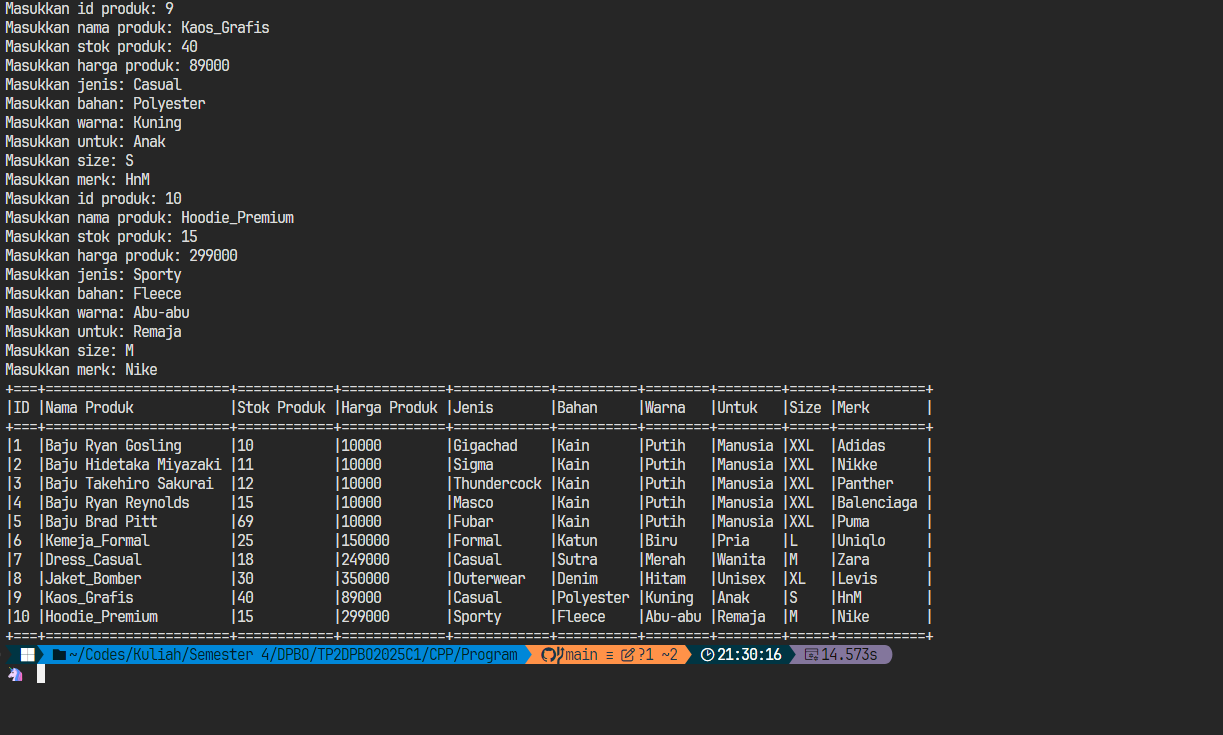 Masukkan id produk: 9
Masukkan nama produk: Kaos_Grafis
Masukkan stok produk: 40
Masukkan harga produk: 89000
Masukkan jenis: Casual
Masukkan bahan: Polyester
Masukkan warna: Kuning
Masukkan untuk: Anak
Masukkan size: S
Masukkan merk: HnM
Masukkan id produk: 10
Masukkan nama produk: Hoodie_Premium
Masukkan stok produk: 15
Masukkan harga produk: 299000
Masukkan jenis: Sporty
Masukkan bahan: Fleece
Masukkan warna: Abu-abu
Masukkan untuk: Remaja
Masukkan size: M
Masukkan merk: Nike
+===+=======================+============+=============+============+==========+========+========+=====+===========+
|ID |Nama Produk            |Stok Produk |Harga Produk |Jenis       |Bahan     |Warna   |Untuk   |Size |Merk       |
+===+=======================+============+=============+============+==========+========+========+=====+===========+
|1  |Baju Ryan Gosling      |10          |10000        |Gigachad    |Kain      |Putih   |Manusia |XXL  |Adidas     |
|2  |Baju Hidetaka Miyazaki |11          |10000        |Sigma       |Kain      |Putih   |Manusia |XXL  |Nikke      |
|3  |Baju Takehiro Sakurai  |12          |10000        |Thundercock |Kain      |Putih   |Manusia |XXL  |Panther    |
|4  |Baju Ryan Reynolds     |15          |10000        |Masco       |Kain      |Putih   |Manusia |XXL  |Balenciaga |
|5  |Baju Brad Pitt         |69          |10000        |Fubar       |Kain      |Putih   |Manusia |XXL  |Puma       |
|6  |Kemeja_Formal          |25          |150000       |Formal      |Katun     |Biru    |Pria    |L    |Uniqlo     |
|7  |Dress_Casual           |18          |249000       |Casual      |Sutra     |Merah   |Wanita  |M    |Zara       |
|8  |Jaket_Bomber           |30          |350000       |Outerwear   |Denim     |Hitam   |Unisex  |XL   |Levis      |
|9  |Kaos_Grafis            |40          |89000        |Casual      |Polyester |Kuning  |Anak    |S    |HnM        |
|10 |Hoodie_Premium         |15          |299000       |Sporty      |Fleece    |Abu-abu |Remaja  |M    |Nike       |
+===+=======================+============+=============+============+==========+========+========+=====+===========+
~/Codes/Kuliah/Semester 4/DPBO/TP2DPBO2025C1/CPP/Program main ≡ ?1 ~2 21:30:16 14.573s